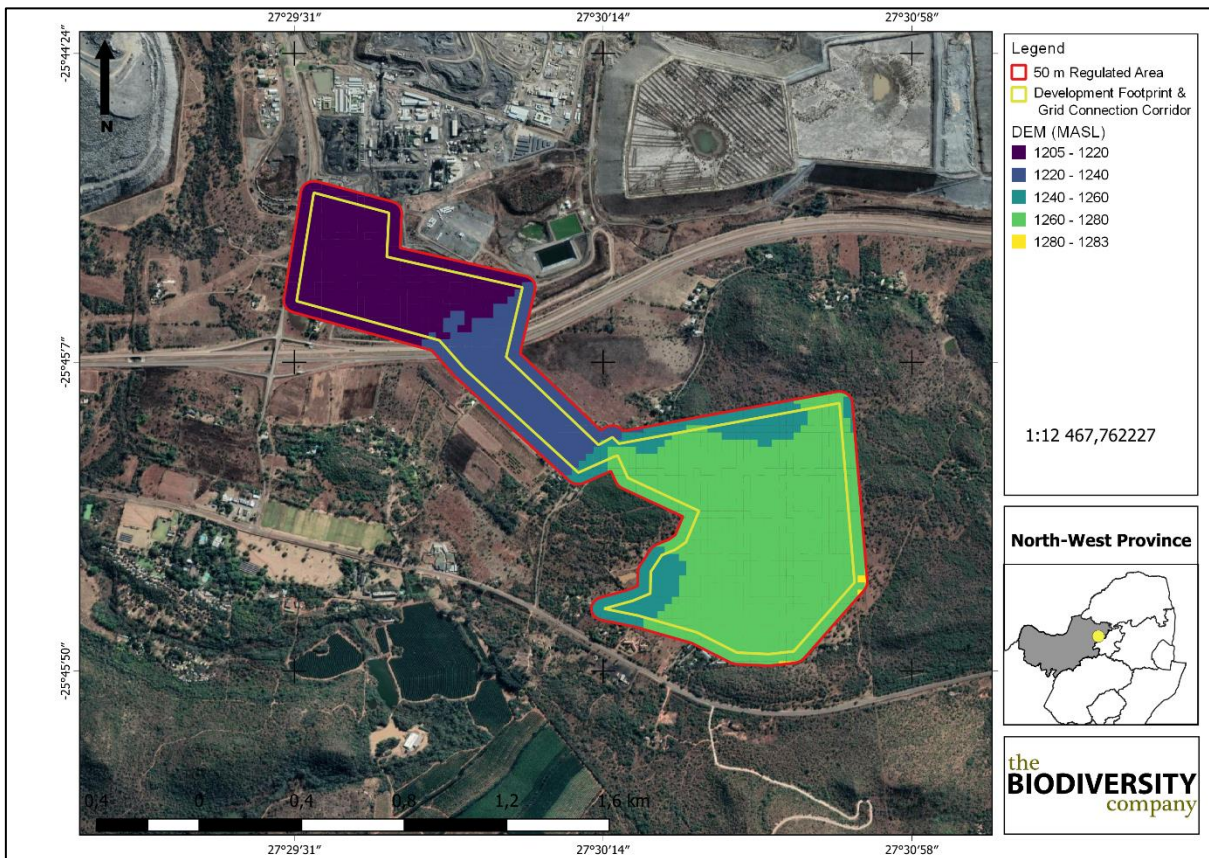 27°29′31″ 27°30′14″ 27°30′58″
-25°44′24″
-25°45′7″
-25°45′50″
N
0,4 0 0,4 0,8 1,2 1,6 km
27°29′31″ 27°30′14″ 27°30′58″
Legend
50 m Regulated Area
Development Footprint &
Grid Connection Corridor
DEM (MASL)
1205 - 1220
1220 - 1240
1240 - 1260
1260 - 1280
1280 - 1283
1:12 467,762227
North-West Province
the
BIODIVERSITY
company